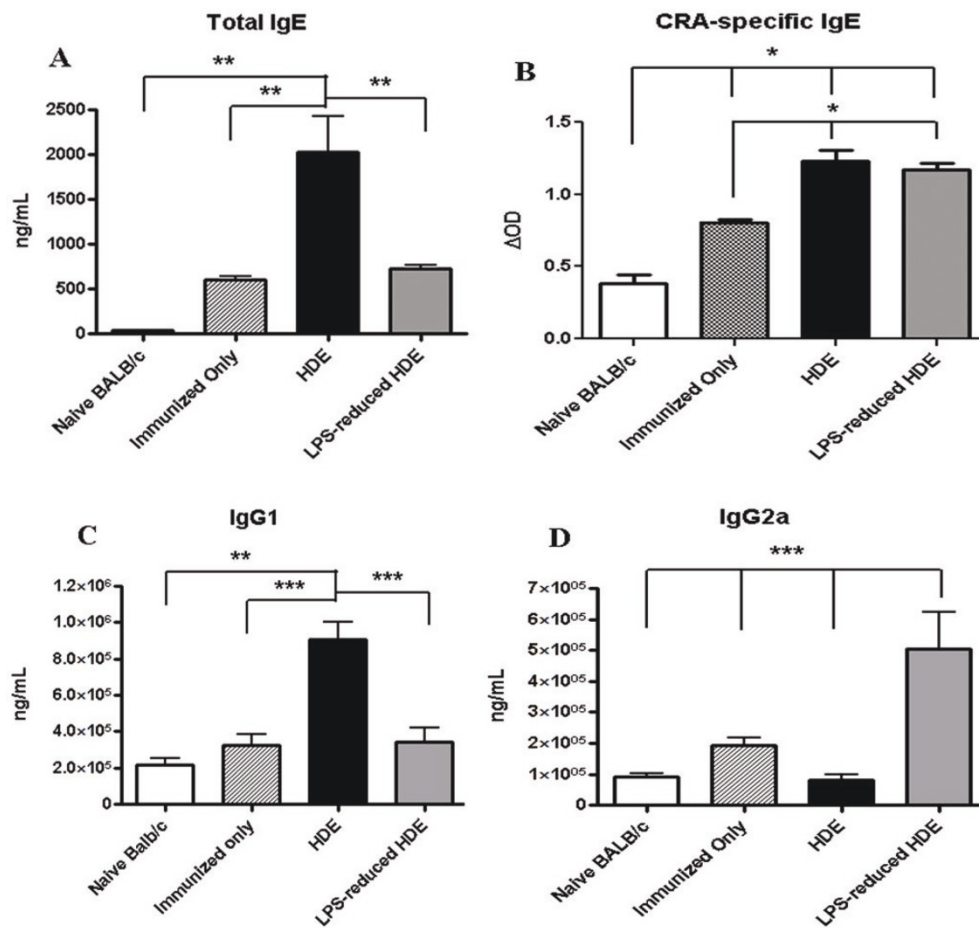 Total IgE
A
**
**
**
2500
2000
1500
1000
500
0
ng/mL
Naive BALB/c
Immunized Only
HDE
LPS-reduced HDE
CRA-specific IgE
B
*
*
1.5
1.0
0.5
0.0
ΔOD
Naive BALB/c
Immunized Only
HDE
LPS-reduced HDE
IgG1
C
**
***
***
1.2×10⁶
1.0×10⁶
8.0×10⁵
6.0×10⁵
4.0×10⁵
2.0×10⁵
0
ng/mL
Naive Balb/c
Immunized only
HDE
LPS-reduced HDE
IgG2a
D
***
7×10⁰⁵
6×10⁰⁵
5×10⁰⁵
4×10⁰⁵
3×10⁰⁵
2×10⁰⁵
1×10⁰⁵
0
ng/mL
Naive BALB/c
Immunized Only
HDE
LPS-reduced HDE